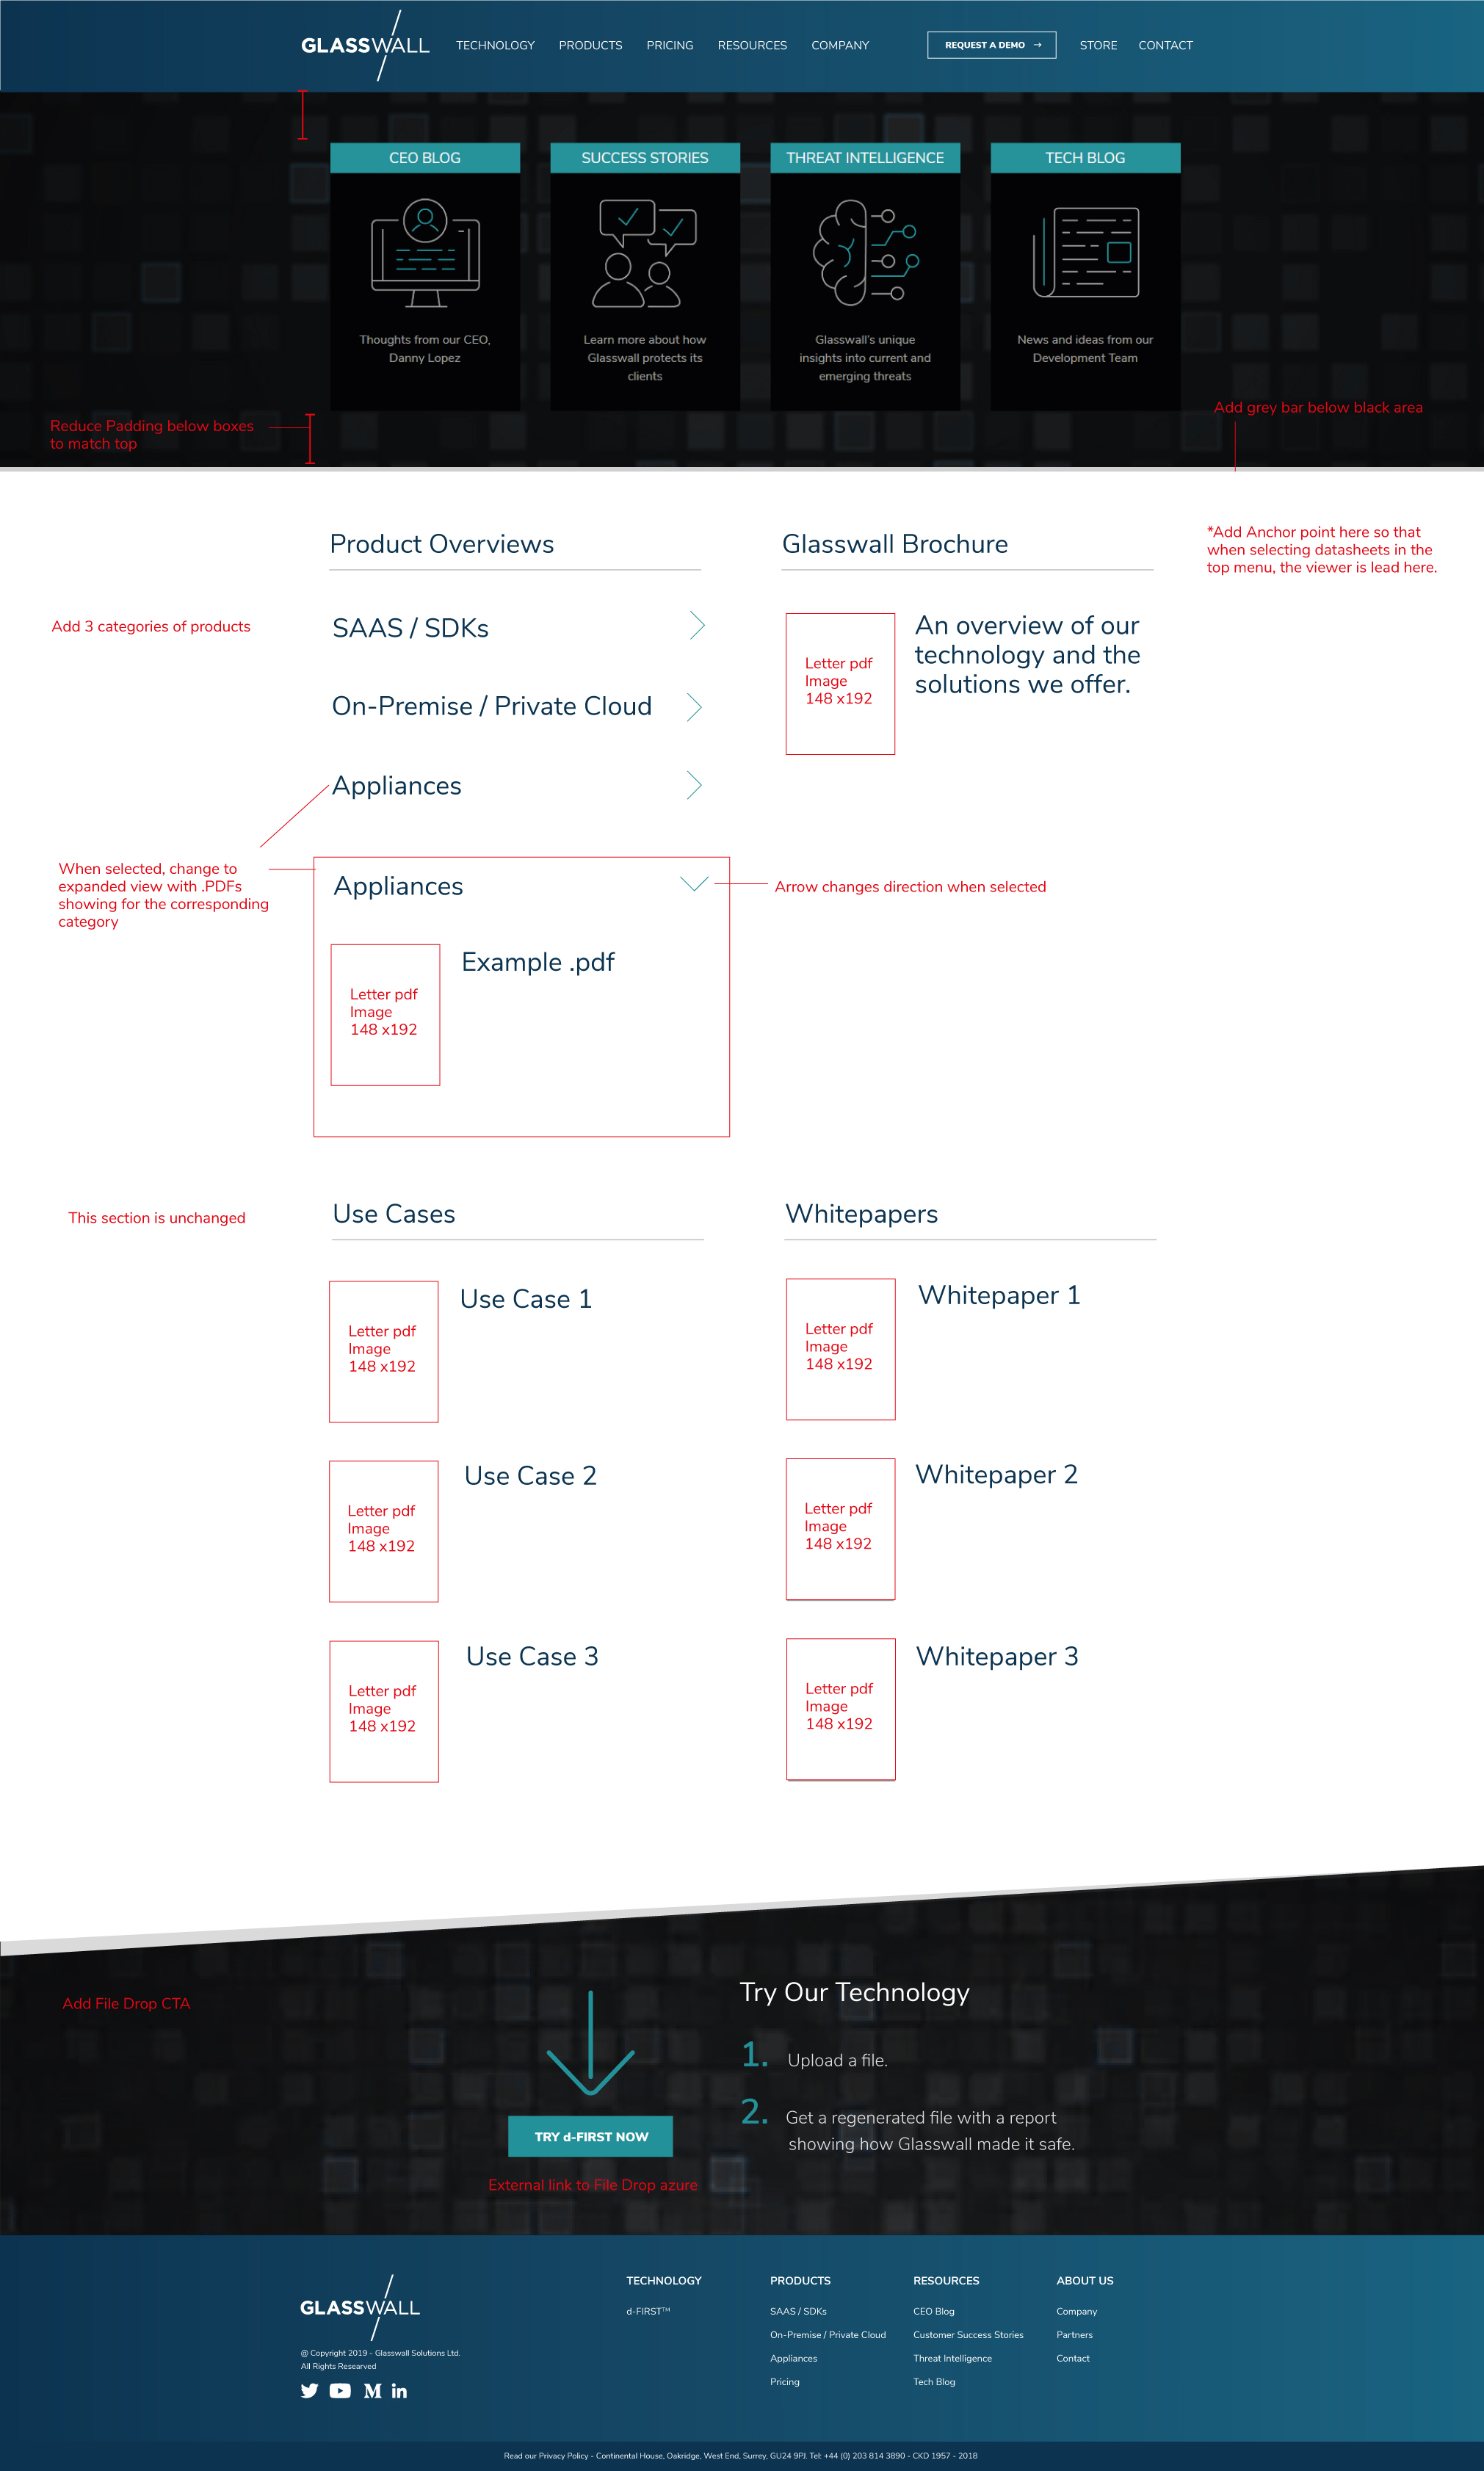 GLASSWALL
TECHNOLOGY PRODUCTS PRICING RESOURCES COMPANY
REQUEST A DEMO →
STORE CONTACT
CEO BLOG
Thoughts from our CEO,
Danny Lopez
SUCCESS STORIES
Learn more about how
Glasswall protects its
clients
THREAT INTELLIGENCE
Glasswall's unique
insights into current and
emerging threats
TECH BLOG
News and ideas from our
Development Team
Reduce Padding below boxes
to match top
Add grey bar below black area
Product Overviews
Glasswall Brochure
*Add Anchor point here so that
when selecting datasheets in the
top menu, the viewer is lead here.
Add 3 categories of products
SAAS / SDKs
On-Premise / Private Cloud
Appliances
Letter pdf
Image
148 x192
An overview of our
technology and the
solutions we offer.
When selected, change to
expanded view with .PDFs
showing for the corresponding
category
Appliances
Arrow changes direction when selected
Letter pdf
Image
148 x192
Example .pdf
This section is unchanged
Use Cases
Letter pdf
Image
148 x192
Use Case 1
Letter pdf
Image
148 x192
Use Case 2
Letter pdf
Image
148 x192
Use Case 3
Whitepapers
Letter pdf
Image
148 x192
Whitepaper 1
Letter pdf
Image
148 x192
Whitepaper 2
Letter pdf
Image
148 x192
Whitepaper 3
Add File Drop CTA
TRY d-FIRST NOW
External link to File Drop azure
Try Our Technology
1. Upload a file.
2. Get a regenerated file with a report
showing how Glasswall made it safe.
GLASSWALL
@ Copyright 2019 - Glasswall Solutions Ltd.
All Rights Researved
TECHNOLOGY
d-FIRST™
PRODUCTS
SAAS / SDKs
On-Premise / Private Cloud
Appliances
Pricing
RESOURCES
CEO Blog
Customer Success Stories
Threat Intelligence
Tech Blog
ABOUT US
Company
Partners
Contact
Read our Privacy Policy - Continental House, Oakridge, West End, Surrey, GU24 9PJ. Tel: +44 (0) 203 814 3890 - CKD 1957 - 2018